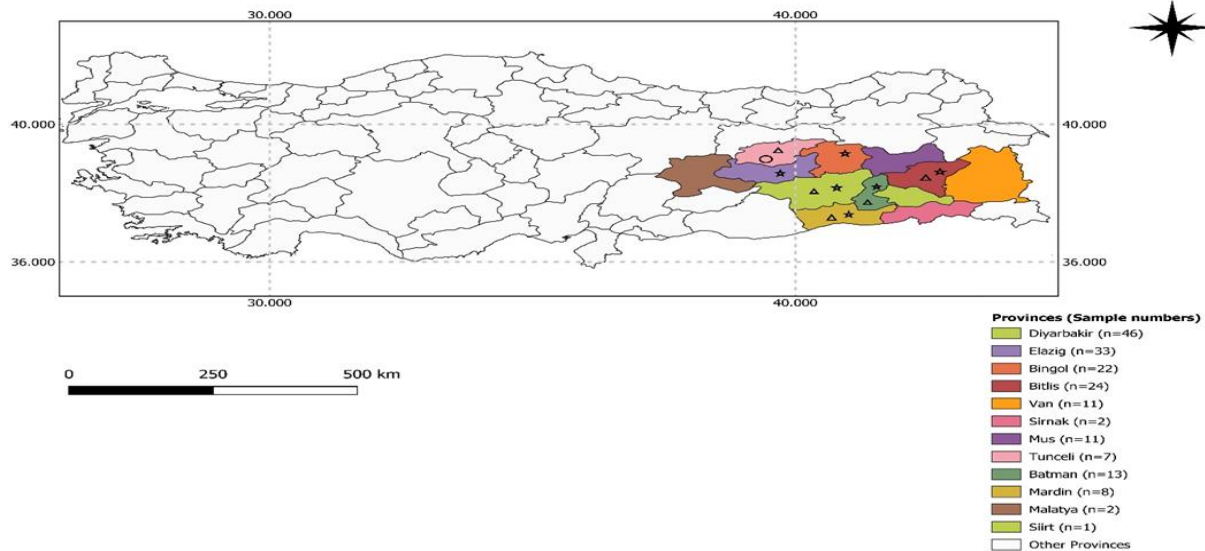 30.000 40.000
40.000 40.000
36.000 36.000
30.000 40.000
Provinces (Sample numbers)
Diyarbakir (n=46)
Elazig (n=33)
Bingol (n=22)
Bitlis (n=24)
Van (n=11)
Sirnak (n=2)
Mus (n=11)
Tunceli (n=7)
Batman (n=13)
Mardin (n=8)
Malatya (n=2)
Siirt (n=1)
Other Provinces
0 250 500 km